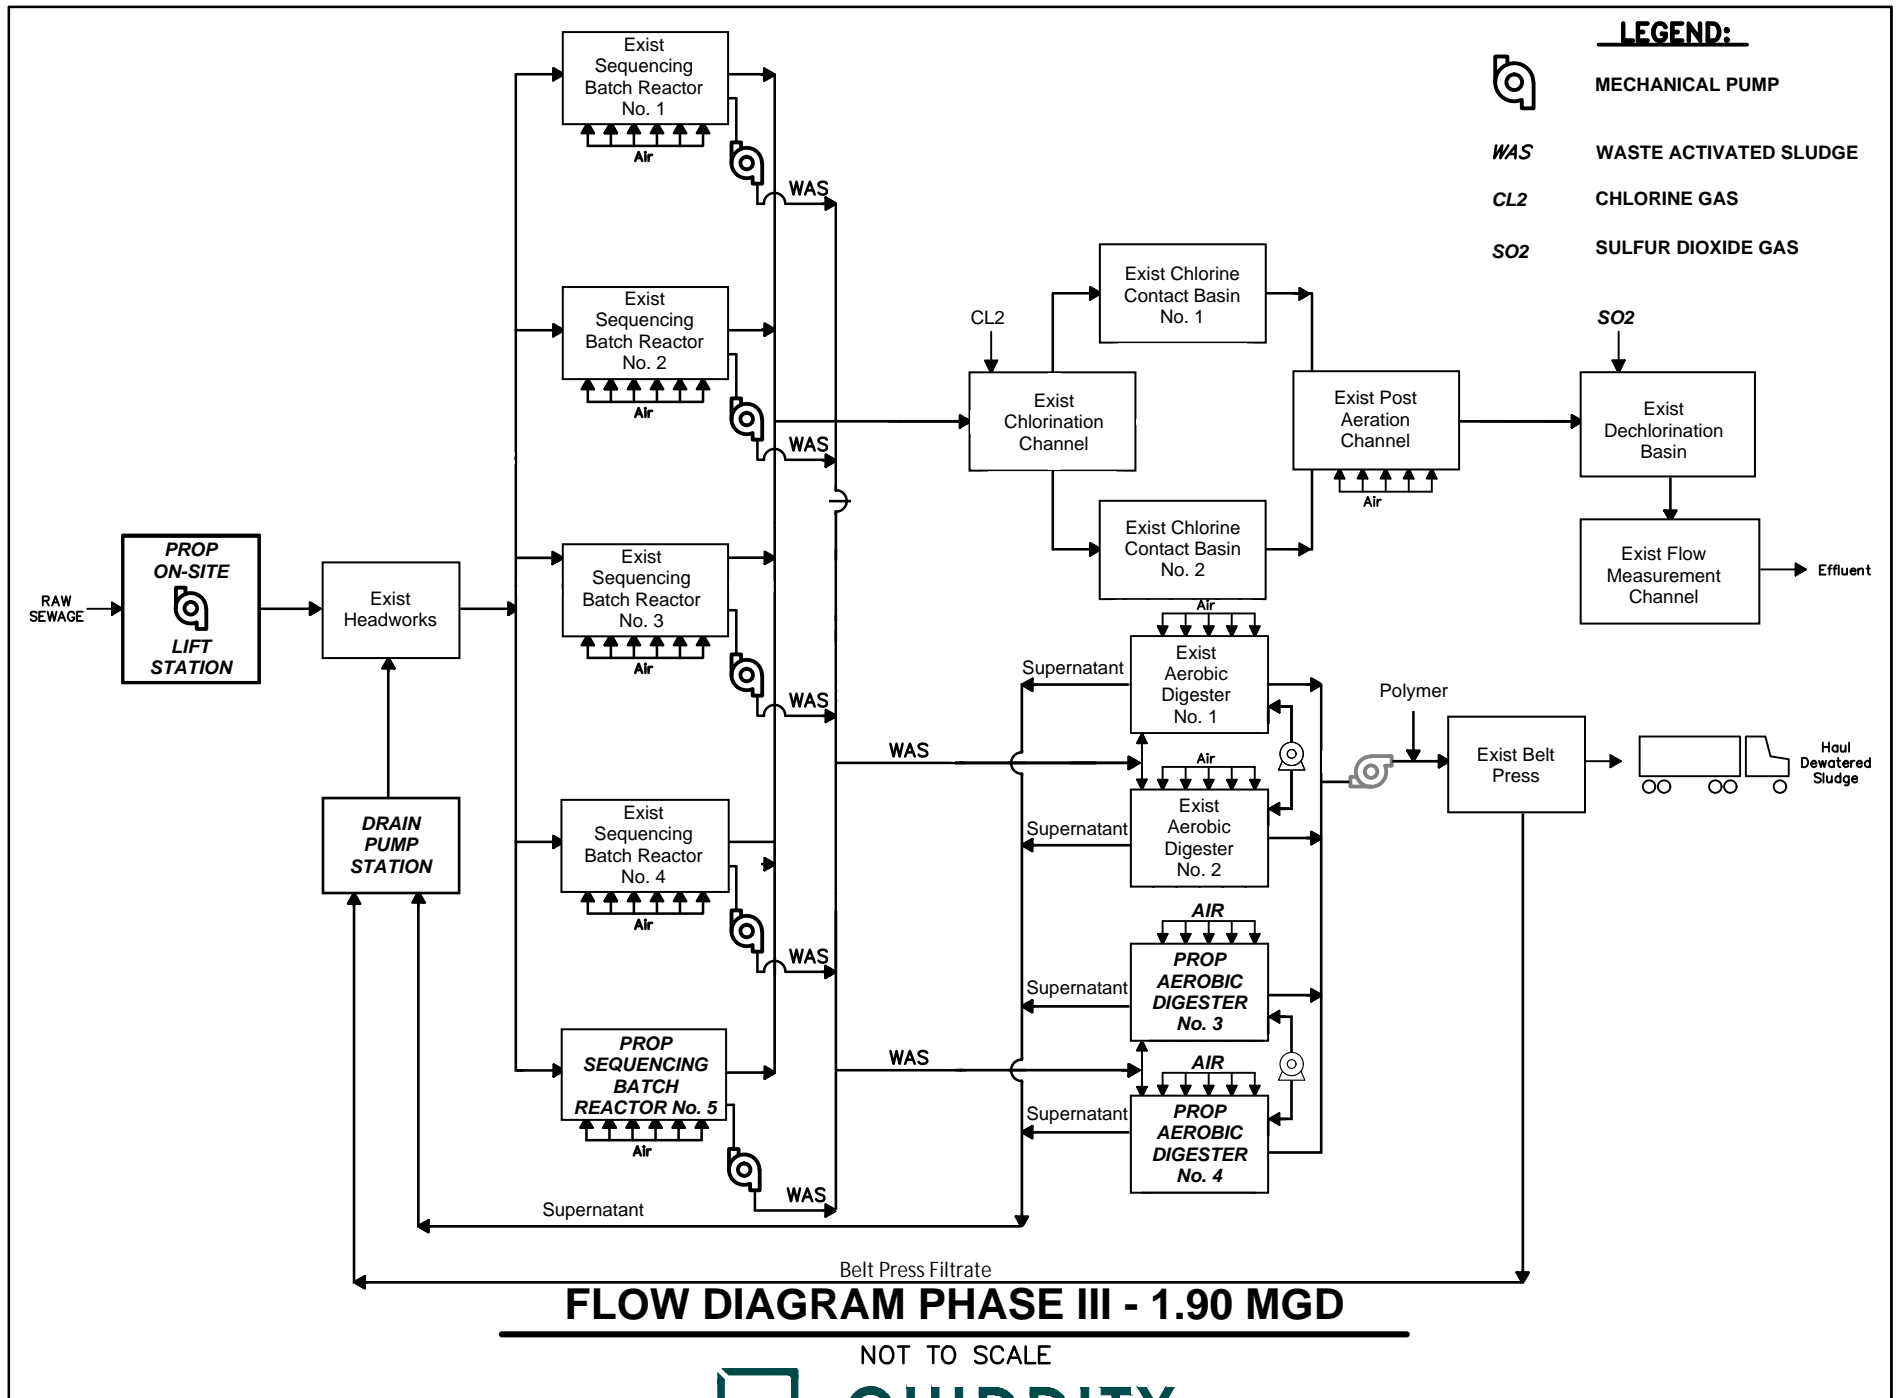 LEGEND:
MECHANICAL PUMP
WAS WASTE ACTIVATED SLUDGE
CL2 CHLORINE GAS
SO2 SULFUR DIOXIDE GAS
Exist
Sequencing
Batch Reactor
No. 1
Air
WAS
Exist
Sequencing
Batch Reactor
No. 2
Air
WAS
Exist
Sequencing
Batch Reactor
No. 3
Air
WAS
Exist
Sequencing
Batch Reactor
No. 4
Air
WAS
PROP
SEQUENCING
BATCH
REACTOR No. 5
Air
WAS
RAW
SEWAGE
PROP
ON-SITE
LIFT
STATION
Exist
Headworks
DRAIN
PUMP
STATION
CL2
Exist
Chlorination
Channel
Exist Chlorine
Contact Basin
No. 1
Exist Chlorine
Contact Basin
No. 2
Exist Post
Aeration
Channel
Air
SO2
Exist
Dechlorination
Basin
Exist Flow
Measurement
Channel
Effluent
Air
Exist
Aerobic
Digester
No. 1
Supernatant
WAS
Air
Exist
Aerobic
Digester
No. 2
Supernatant
AIR
PROP
AEROBIC
DIGESTER
No. 3
Supernatant
WAS
AIR
PROP
AEROBIC
DIGESTER
No. 4
Supernatant
Polymer
Exist Belt
Press
Haul
Dewatered
Sludge
Supernatant
Belt Press Filtrate
FLOW DIAGRAM PHASE III - 1.90 MGD
NOT TO SCALE
QUIDDITY